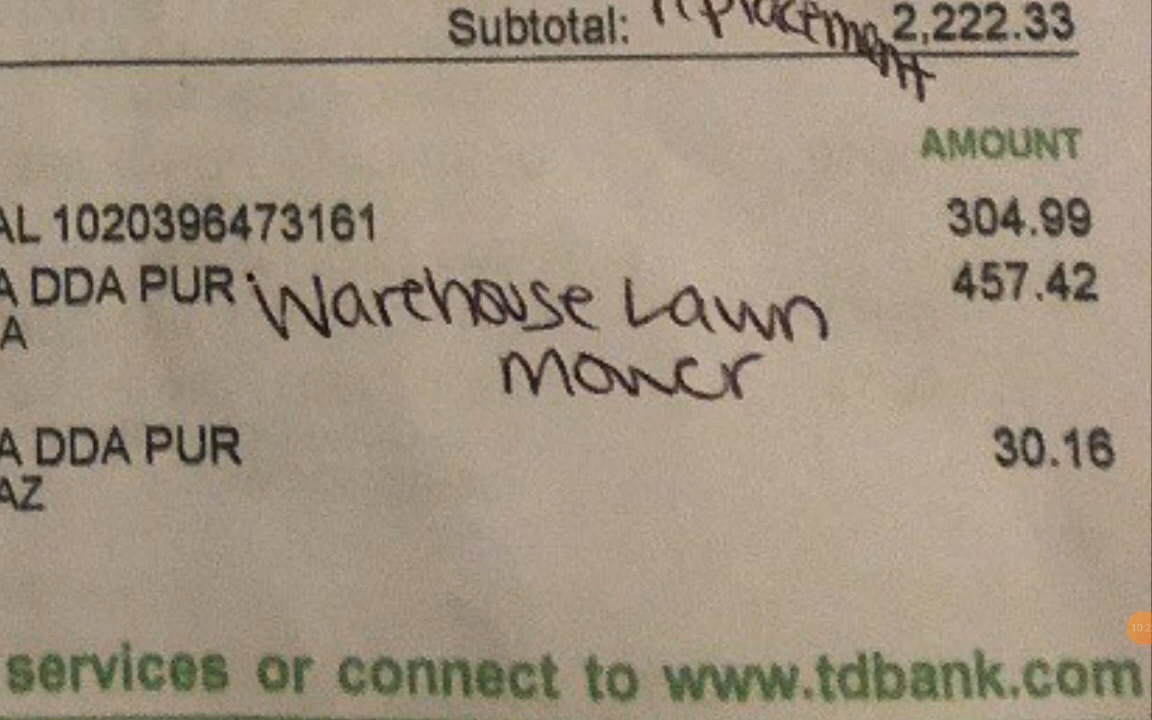 Subtotal: 2,222.33
AMOUNT
AL 1020396473161 304.99
A DDA PUR Warehouse Lawn 457.42
A
mower
A DDA PUR 30.16
AZ
services or connect to www.tdbank.com